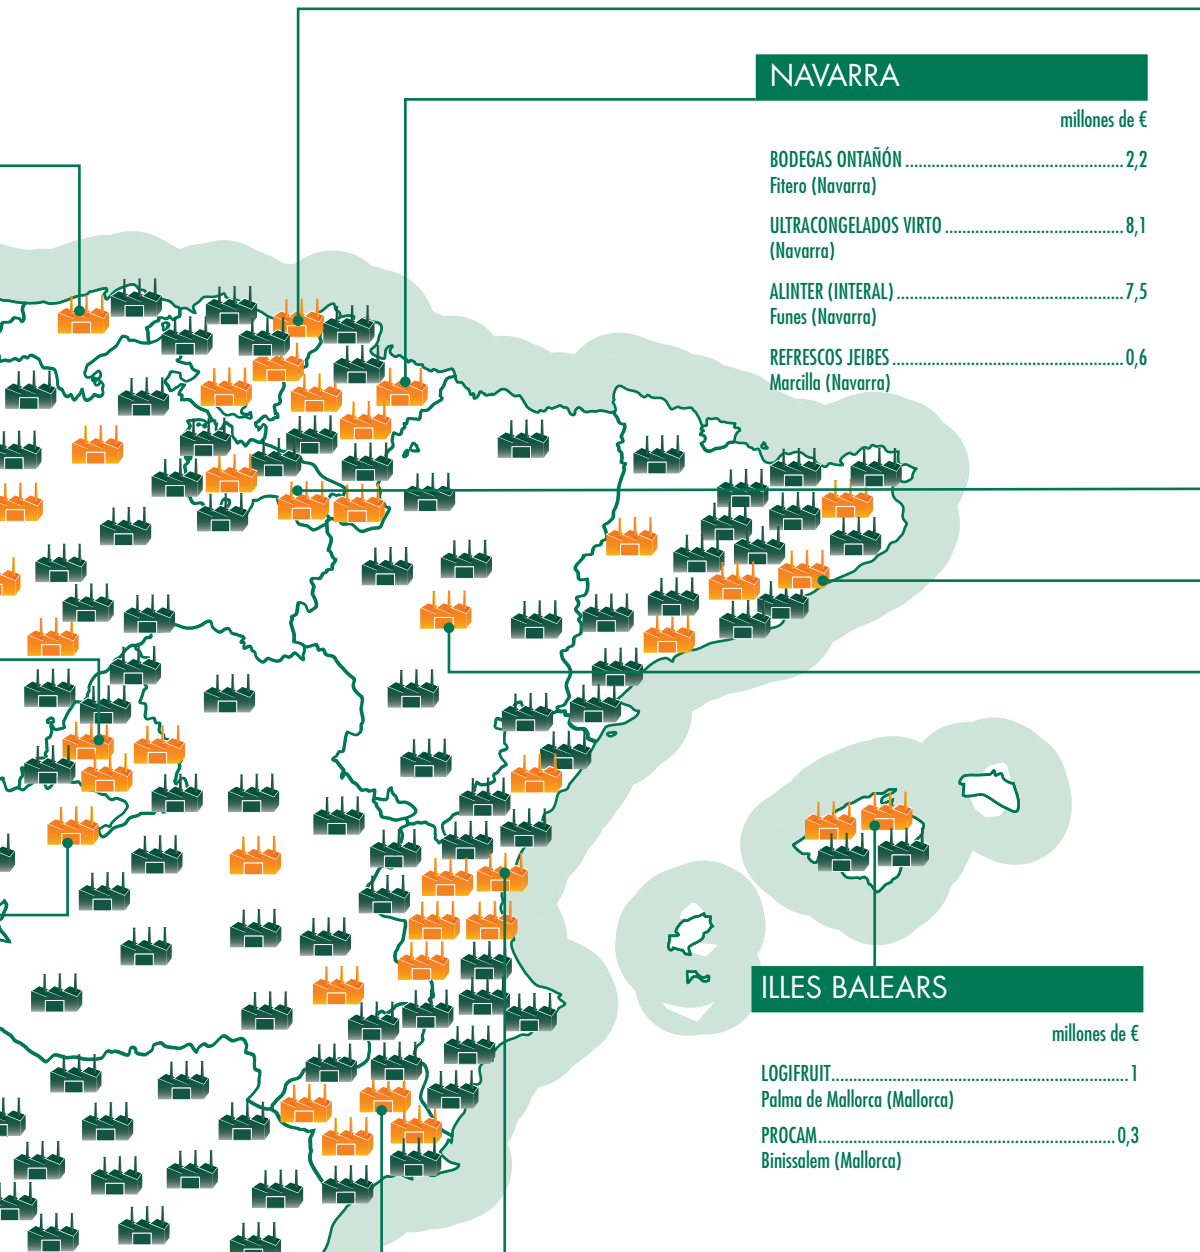 NAVARRA
millones de €
BODEGAS ONTAÑÓN 2,2
Fitero (Navarra)
ULTRACONGELADOS VIRTO 8,1
(Navarra)
ALINTER (INTERAL) 7,5
Funes (Navarra)
REFRESCOS JEIBES 0,6
Marcilla (Navarra)
ILLES BALEARS
millones de €
LOGIFRUIT 1
Palma de Mallorca (Mallorca)
PROCAM 0,3
Binissalem (Mallorca)